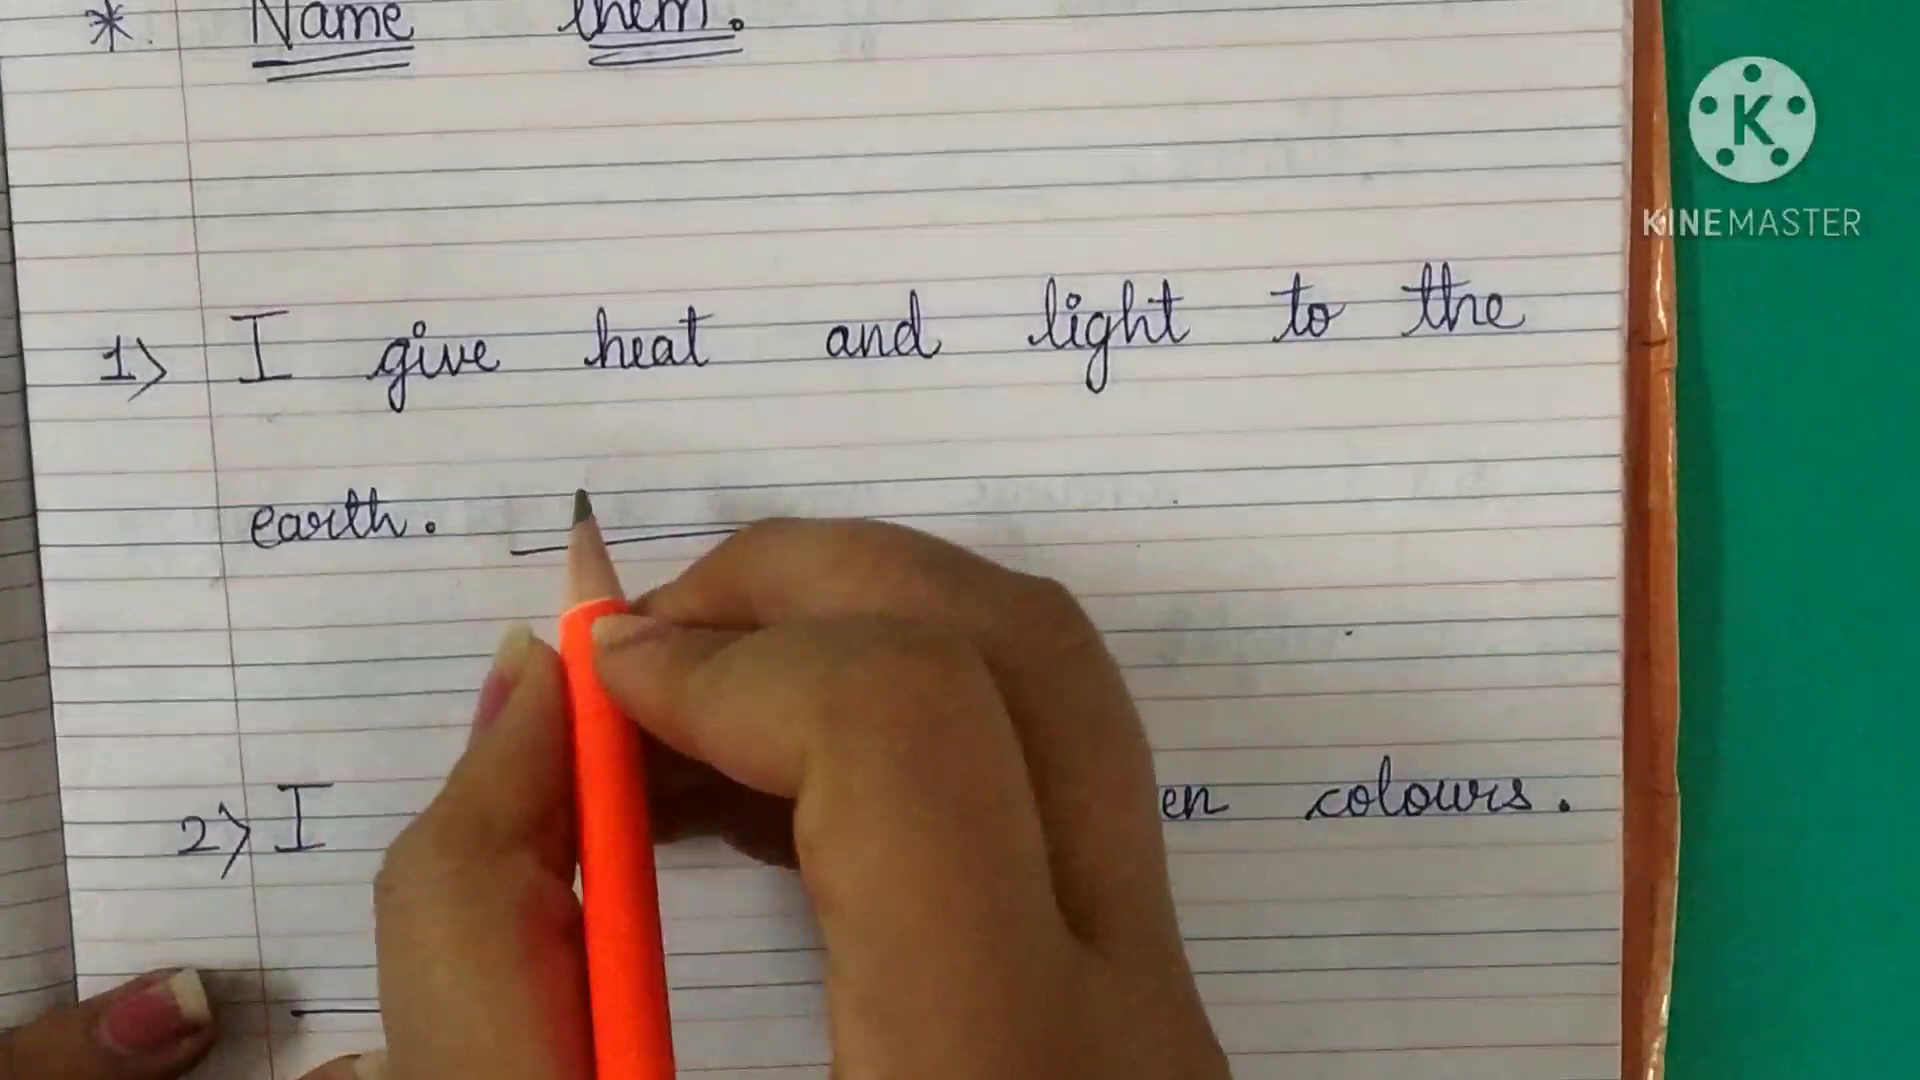 * Name them.
1> I give heat and light to the
earth.
2> I en colours.
K
KINEMASTER